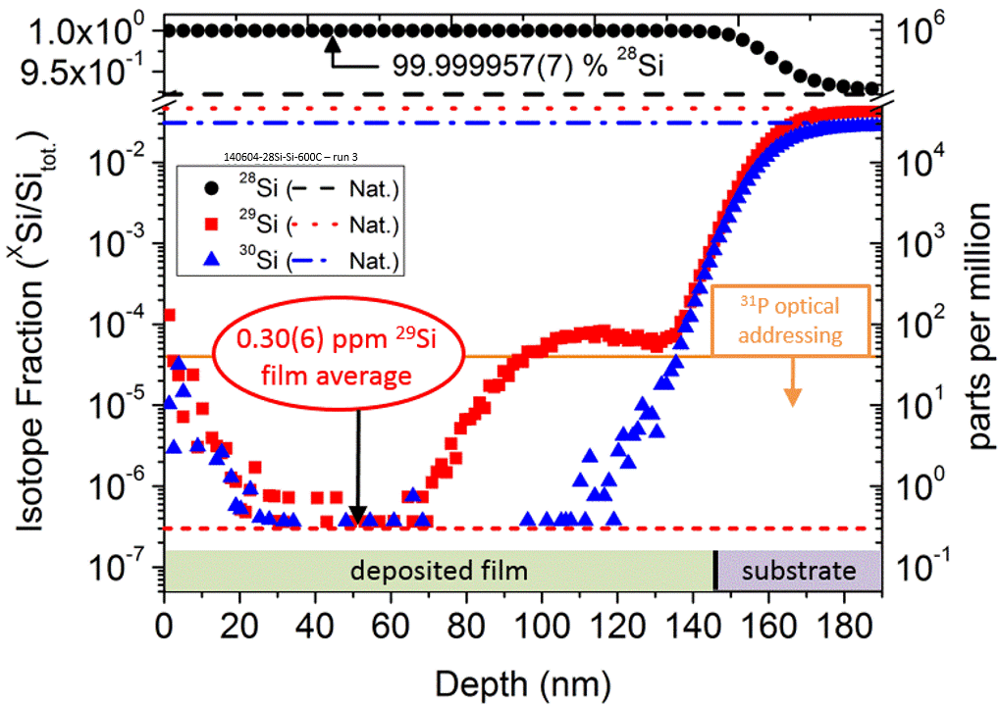 1.0x10⁰
9.5x10⁻¹
10⁻²
10⁻³
10⁻⁴
10⁻⁵
10⁻⁶
10⁻⁷
Isotope Fraction (ˣSi/Siₜₒₜ.)
99.999957(7) % ²⁸Si
140604-28Si-Si-600C – run 3
²⁸Si ( Nat.)
²⁹Si ( Nat.)
³⁰Si ( Nat.)
0.30(6) ppm ²⁹Si
film average
³¹P optical
addressing
deposited film
substrate
10⁶
10⁴
10³
10²
10¹
10⁰
10⁻¹
parts per million
0 20 40 60 80 100 120 140 160 180
Depth (nm)